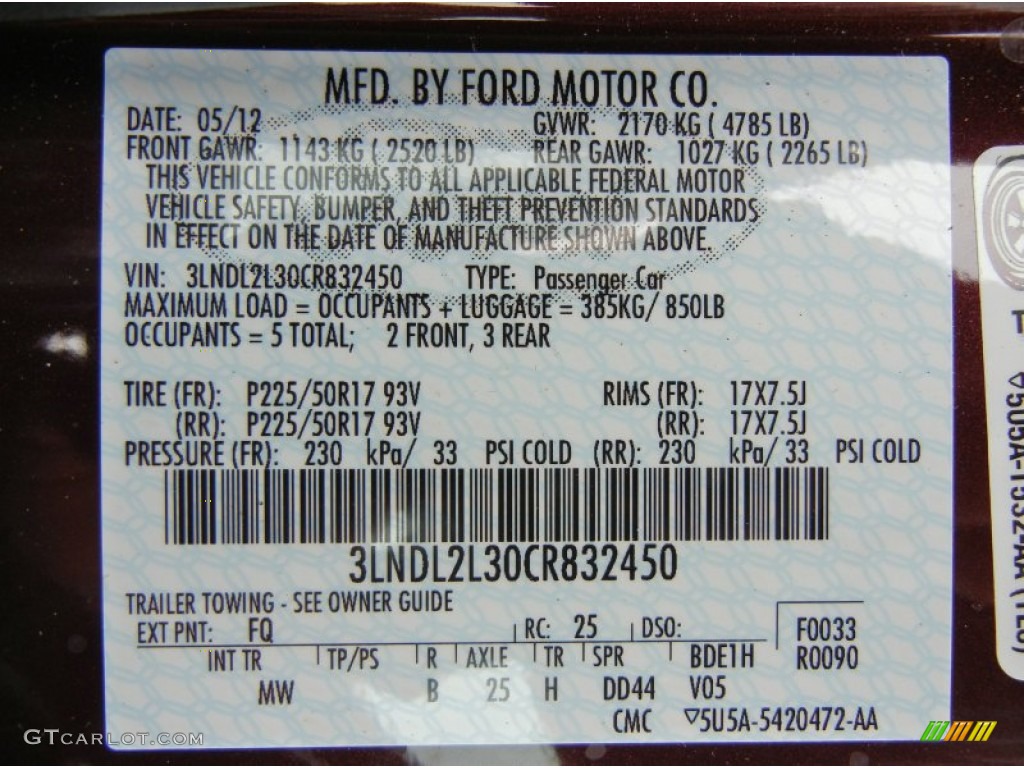 MFD. BY FORD MOTOR CO.
DATE: 05/12 GVWR: 2170 KG ( 4785 LB)
FRONT GAWR: 1143 KG ( 2520 LB) REAR GAWR: 1027 KG ( 2265 LB)
THIS VEHICLE CONFORMS TO ALL APPLICABLE FEDERAL MOTOR
VEHICLE SAFETY, BUMPER, AND THEFT PREVENTION STANDARDS
IN EFFECT ON THE DATE OF MANUFACTURE SHOWN ABOVE.
VIN: 3LNDL2L30CR832450 TYPE: Passenger Car
MAXIMUM LOAD = OCCUPANTS + LUGGAGE = 385KG/ 850LB
OCCUPANTS = 5 TOTAL; 2 FRONT, 3 REAR
TIRE (FR): P225/50R17 93V RIMS (FR): 17X7.5J
(RR): P225/50R17 93V (RR): 17X7.5J
PRESSURE (FR): 230 kPa/ 33 PSI COLD (RR): 230 kPa/ 33 PSI COLD
3LNDL2L30CR832450
TRAILER TOWING - SEE OWNER GUIDE
EXT PNT: FQ RC: 25 DSO: F0033
INT TR TP/PS R AXLE TR SPR BDE1H R0090
MW B 25 H DD44 V05
CMC ▽5U5A-5420472-AA
GTCARLOT.COM